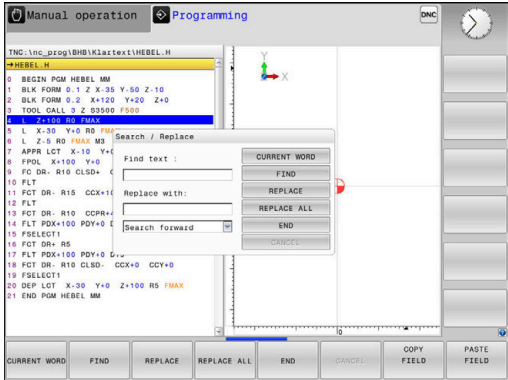 Manual operation
Programming
DNC
TNC:\nc_prog\BHB\Klartext\HEBEL.H
→HEBEL.H
0 BEGIN PGM HEBEL MM
1 BLK FORM 0.1 Z X-35 Y-50 Z-10
2 BLK FORM 0.2 X+120 Y+20 Z+0
3 TOOL CALL 3 Z S3500 F500
4 L Z+100 R0 FMAX
5 L X-30 Y+0 R0 FMA
6 L Z-5 R0 FMAX M3
7 APPR LCT X-10 Y+0
8 FPOL X+100 Y+0
9 FC DR- R10 CLSD+
10 FLT
11 FCT DR- R15 CCX+10
12 FLT
13 FCT DR- R10 CCPR+
14 FLT PDX+100 PDY+0 D
15 FSELECT1
16 FCT DR+ R5
17 FLT PDX+100 PDY+0 D15
18 FCT DR- R10 CLSD- CCX+0 CCY+0
19 FSELECT1
20 DEP LCT X-30 Y+0 Z+100 R5 FMAX
21 END PGM HEBEL MM
Y
X
0
Search / Replace
Find text :
Replace with:
Search forward
CURRENT WORD
FIND
REPLACE
REPLACE ALL
END
CANCEL
CURRENT WORD
FIND
REPLACE
REPLACE ALL
END
CANCEL
COPY
FIELD
PASTE
FIELD